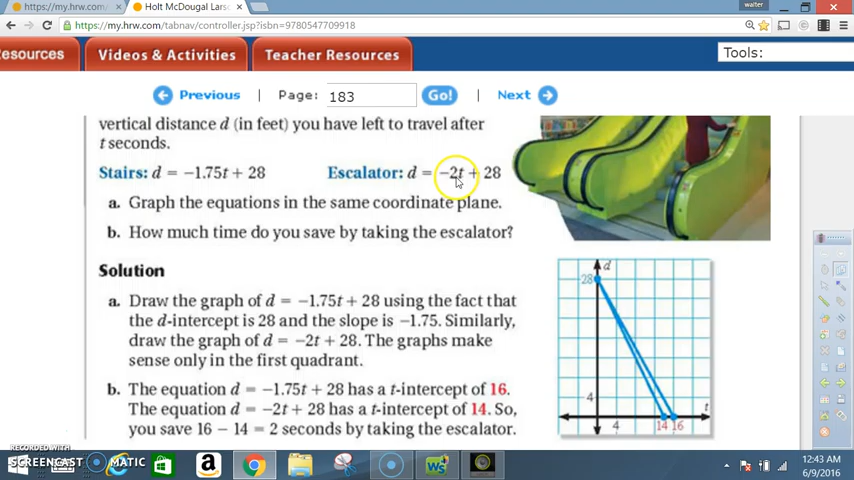 https://my.hrw.com/tabnav/c
Holt McDougal Lars
walter
https://my.hrw.com/tabnav/controller.jsp?isbn=9780547709918
Resources
Videos & Activities
Teacher Resources
Tools:
Previous | Page: 183 Go! | Next
vertical distance d (in feet) you have left to travel after
t seconds.
Stairs: d = −1.75t + 28 Escalator: d = −2t + 28
a. Graph the equations in the same coordinate plane.
b. How much time do you save by taking the escalator?
Solution
a. Draw the graph of d = −1.75t + 28 using the fact that
the d-intercept is 28 and the slope is −1.75. Similarly,
draw the graph of d = −2t + 28. The graphs make
sense only in the first quadrant.
b. The equation d = −1.75t + 28 has a t-intercept of 16.
The equation d = −2t + 28 has a t-intercept of 14. So,
you save 16 − 14 = 2 seconds by taking the escalator.
d
28
4
4
14 16
t
RECORDED WITH
SCREENCAST MATIC
12:43 AM
6/9/2016